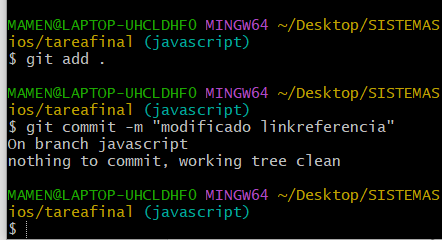 MAMEN@LAPTOP-UHCLDHF0 MINGW64 ~/Desktop/SISTEMAS
ios/tareafinal (javascript)
$ git add .
MAMEN@LAPTOP-UHCLDHF0 MINGW64 ~/Desktop/SISTEMAS
ios/tareafinal (javascript)
$ git commit -m "modificado linkreferencia"
On branch javascript
nothing to commit, working tree clean
MAMEN@LAPTOP-UHCLDHF0 MINGW64 ~/Desktop/SISTEMAS
ios/tareafinal (javascript)
$